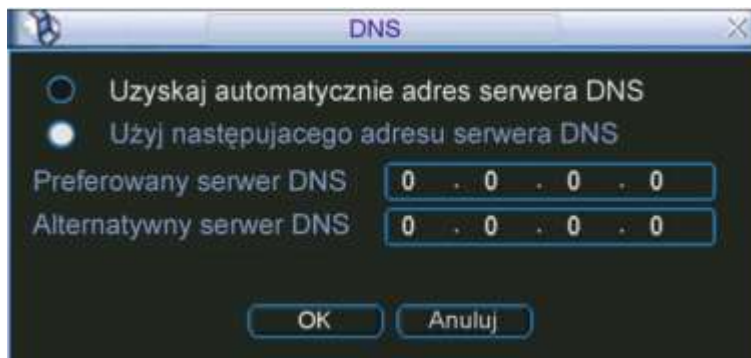 DNS
Uzyskaj automatycznie adres serwera DNS
Użyj następujacego adresu serwera DNS
Preferowany serwer DNS 0 . 0 . 0 . 0
Alternatywny serwer DNS 0 . 0 . 0 . 0
OK Anuluj